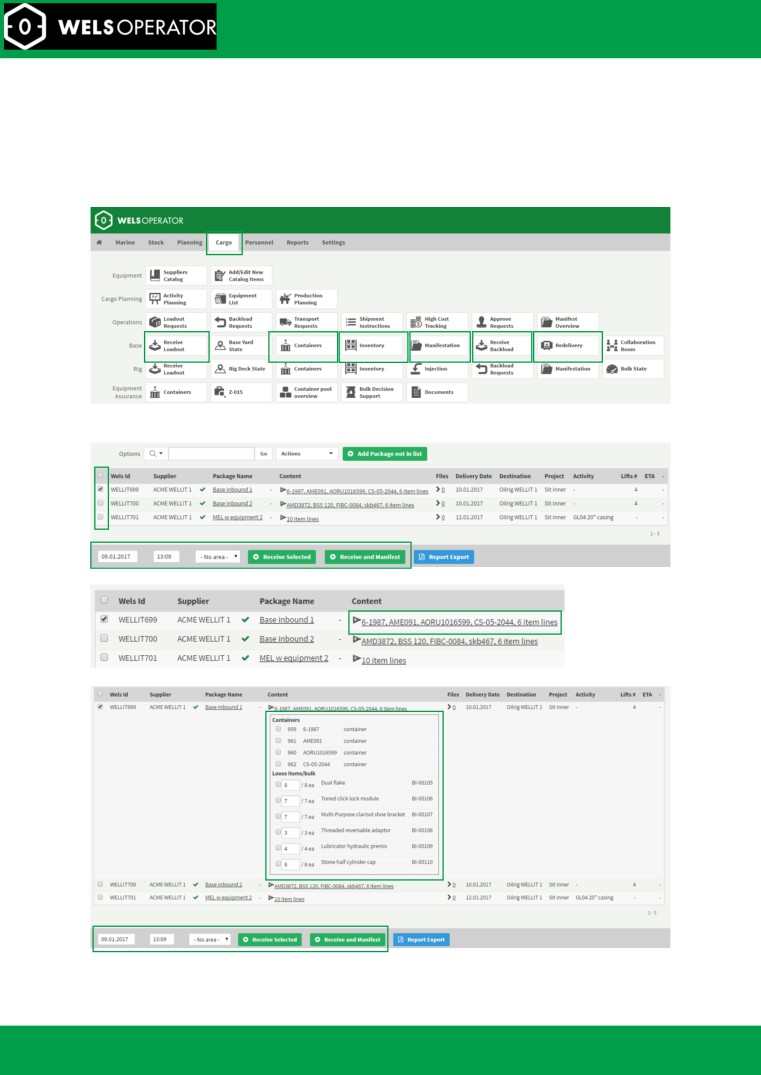 WELSOPERATOR
WELSOPERATOR
Marine Stock Planning Cargo Personnel Reports Settings
Equipment Suppliers Catalog Add/Edit New Catalog Items
Cargo Planning Activity Planning Equipment List Production Planning
Operations Loadout Requests Backload Requests Transport Requests Shipment Instructions High Cost Tracking Approve Requests Manifest Overview
Base Receive Loadout Base Yard State Containers Inventory Manifestation Receive Backload Redelivery Collaboration Room
Rig Receive Loadout Rig Deck State Containers Inventory Injection Backload Requests Manifestation Bulk State
Equipment Assurance Containers Z-015 Container pool overview Bulk Decision Support Documents
Options Go Actions Add Package not in list
Wels Id Supplier Package Name Content Files Delivery Date Destination Project Activity Lifts # ETA -
WELLIT699 ACME WELLIT 1 Base inbound 1 - 6-1987, AME091, AORU1016599, CS-05-2044, 6 item lines 0 10.01.2017 Oiling WELLIT 1 Sit inner - 4 -
WELLIT700 ACME WELLIT 1 Base inbound 2 - AMD3872, BSS 120, FIBC-0084, skb467, 6 item lines 0 10.01.2017 Oiling WELLIT 1 Sit inner - 4 -
WELLIT701 ACME WELLIT 1 MEL w equipment 2 - 10 item lines 0 12.01.2017 Oiling WELLIT 1 Sit inner GL04 20" casing - -
1 - 3
09.01.2017 13:09 - No area - Receive Selected Receive and Manifest Report Export
Wels Id Supplier Package Name Content
WELLIT699 ACME WELLIT 1 Base inbound 1 - 6-1987, AME091, AORU1016599, CS-05-2044, 6 item lines
WELLIT700 ACME WELLIT 1 Base inbound 2 - AMD3872, BSS 120, FIBC-0084, skb467, 6 item lines
WELLIT701 ACME WELLIT 1 MEL w equipment 2 - 10 item lines
Wels Id Supplier Package Name Content Files Delivery Date Destination Project Activity Lifts # ETA -
WELLIT699 ACME WELLIT 1 Base inbound 1 - 6-1987, AME091, AORU1016599, CS-05-2044, 6 item lines 0 10.01.2017 Oiling WELLIT 1 Sit inner - 4 -
Containers
959 6-1987 container
961 AME091 container
960 AORU1016599 container
962 CS-05-2044 container
Loose items/bulk
8 / 8 ea Dual flake BI-00105
7 / 7 ea Toned click lock module BI-00106
7 / 7 ea Multi-Purpose clarisol shoe bracket BI-00107
3 / 3 ea Threaded reversable adaptor BI-00108
4 / 4 ea Lubricator hydraulic premix BI-00109
8 / 8 ea Stone half cylinder cap BI-00110
WELLIT700 ACME WELLIT 1 Base inbound 2 - AMD3872, BSS 120, FIBC-0084, skb467, 6 item lines 0 10.01.2017 Oiling WELLIT 1 Sit inner - 4 -
WELLIT701 ACME WELLIT 1 MEL w equipment 2 - 10 item lines 0 12.01.2017 Oiling WELLIT 1 Sit inner GL04 20" casing - -
1 - 3
09.01.2017 13:09 - No area - Receive Selected Receive and Manifest Report Export